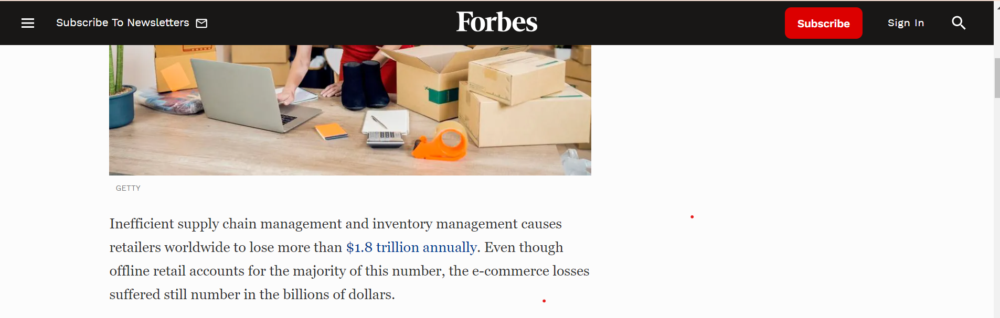 Subscribe To Newsletters
Forbes
Subscribe
Sign In
GETTY
Inefficient supply chain management and inventory management causes
retailers worldwide to lose more than $1.8 trillion annually. Even though
offline retail accounts for the majority of this number, the e-commerce losses
suffered still number in the billions of dollars.